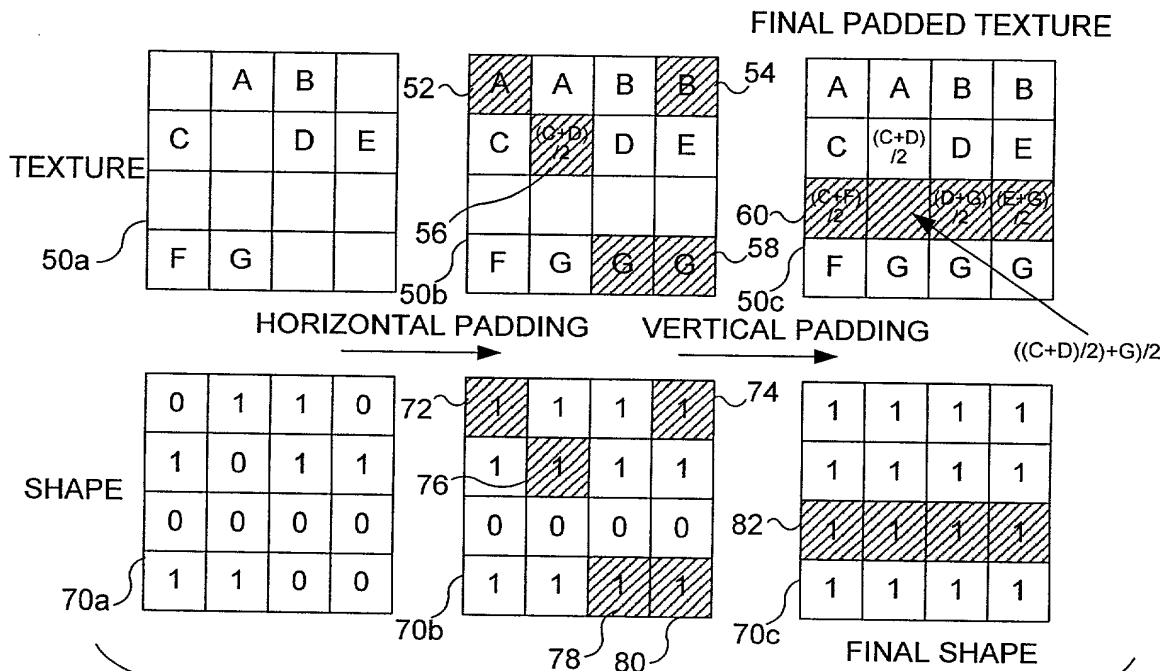 FINAL PADDED TEXTURE
A B
C D E
F G
TEXTURE
50a
52
A A B B
54
C (C+D)/2 D E
56
F G G G
58
50b
A A B B
C (C+D)/2 D E
60
(C+F)/2 (D+G)/2 (E+G)/2
F G G G
50c
((C+D)/2)+G)/2
HORIZONTAL PADDING
VERTICAL PADDING
0 1 1 0
1 0 1 1
0 0 0 0
1 1 0 0
SHAPE
70a
72
1 1 1 1
74
1 1 1 1
76
0 0 0 0
1 1 1 1
70b
78
80
1 1 1 1
1 1 1 1
82
1 1 1 1
1 1 1 1
70c
FINAL SHAPE